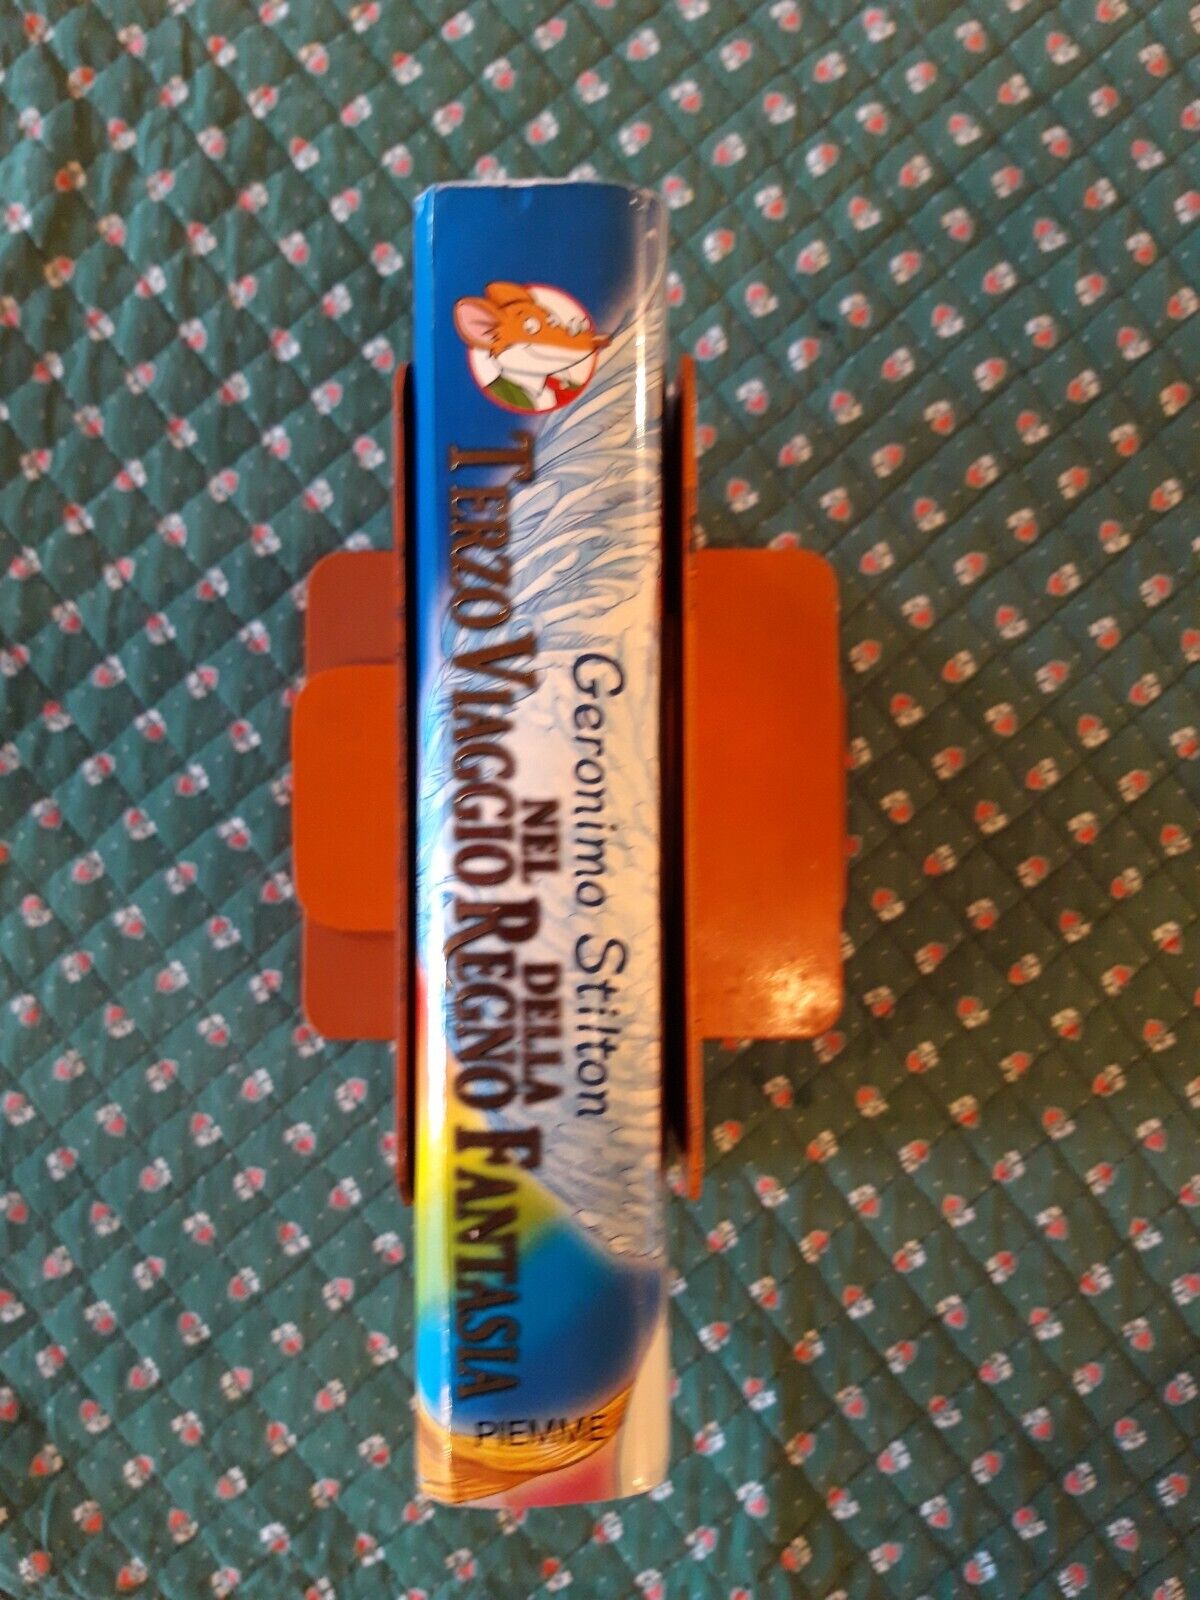 Geronimo Stilton
TERZO VIAGGIO
NEL REGNO
DELLA FANTASIA
PIEMME